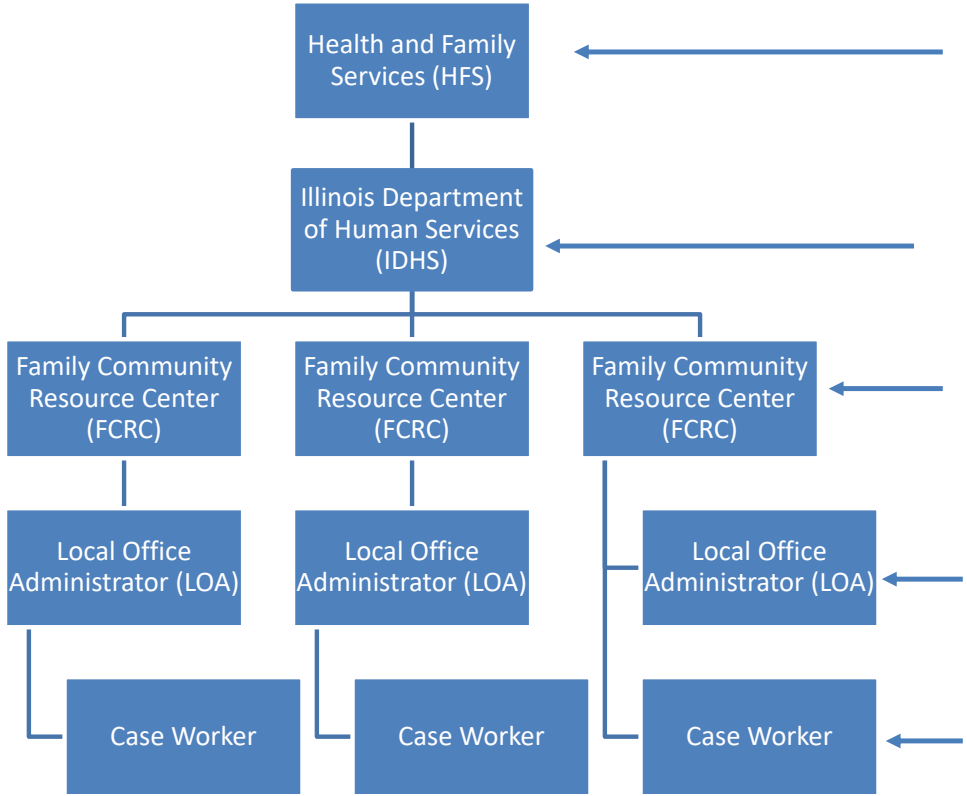 Health and Family
Services (HFS)
Illinois Department
of Human Services
(IDHS)
Family Community
Resource Center
(FCRC)
Family Community
Resource Center
(FCRC)
Family Community
Resource Center
(FCRC)
Local Office
Administrator (LOA)
Local Office
Administrator (LOA)
Local Office
Administrator (LOA)
Case Worker
Case Worker
Case Worker